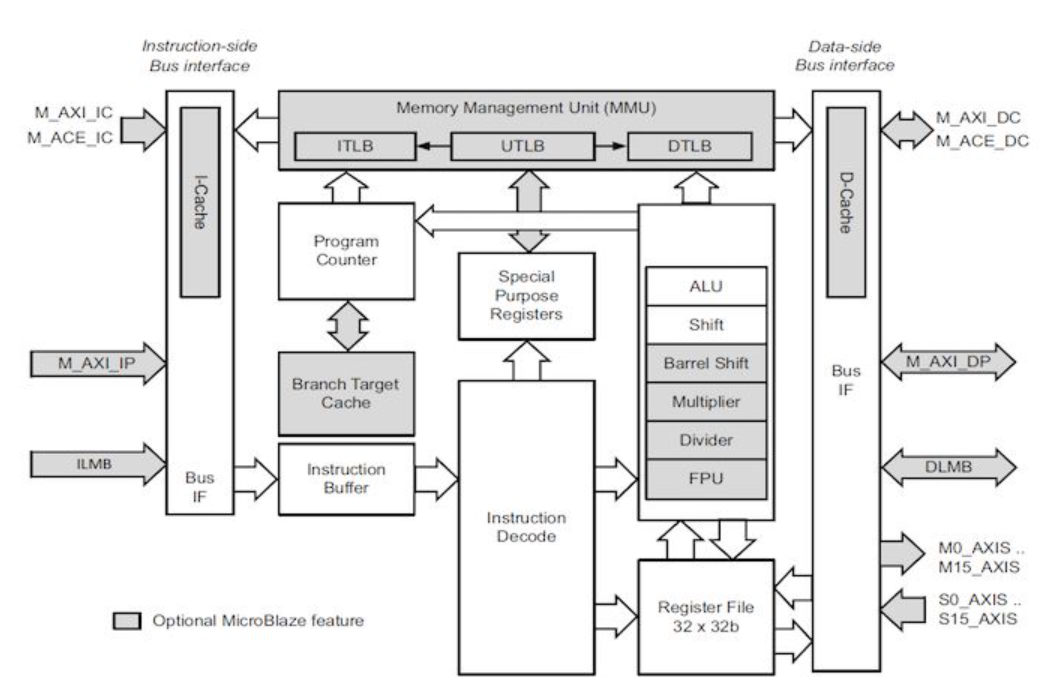 Instruction-side
Bus interface
Data-side
Bus interface
M_AXI_IC
M_ACE_IC
I-Cache
Memory Management Unit (MMU)
ITLB
UTLB
DTLB
M_AXI_DC
M_ACE_DC
D-Cache
Program
Counter
Special
Purpose
Registers
ALU
Shift
Barrel Shift
Multiplier
Divider
FPU
M_AXI_IP
Branch Target
Cache
Bus
IF
M_AXI_DP
ILMB
Bus
IF
Instruction
Buffer
Instruction
Decode
DLMB
Register File
32 x 32b
M0_AXIS ..
M15_AXIS
S0_AXIS ..
S15_AXIS
Optional MicroBlaze feature